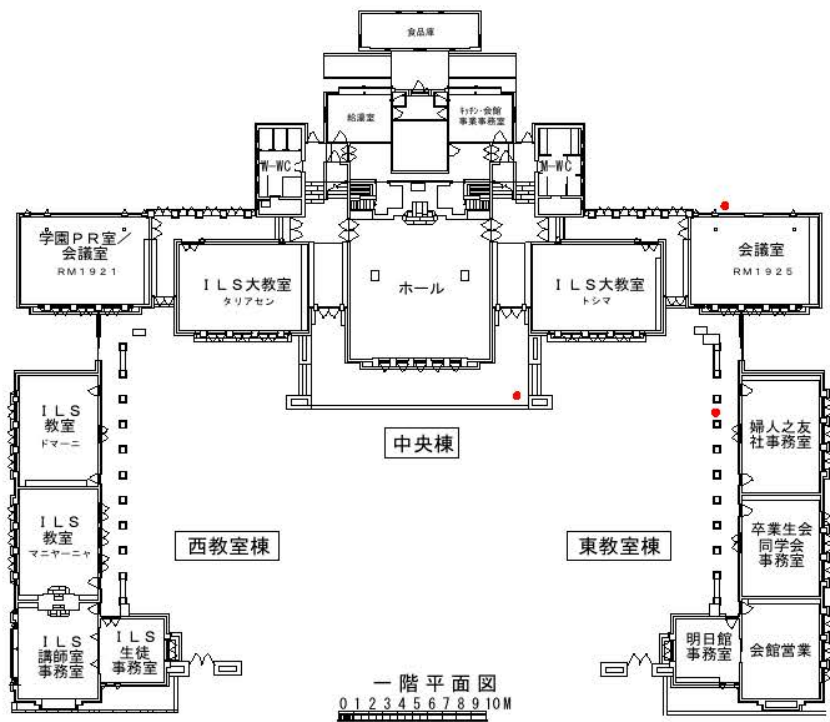 食品庫
給湯室
キッチン・会館
事業事務室
W-WC
M-WC
学園PR室/
会議室
RM1921
ILS大教室
タリアセン
ホール
ILS大教室
トシマ
会議室
RM1925
中央棟
ILS
教室
ドマーニ
婦人之友
社事務室
ILS
教室
マニヤーニャ
西教室棟
東教室棟
卒業生会
同学会
事務室
ILS
講師室
事務室
ILS
生徒
事務室
明日館
事務室
会館営業
一階平面図
0 1 2 3 4 5 6 7 8 9 10M